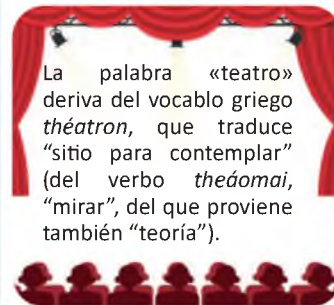 La palabra «teatro»
deriva del vocablo griego
théatron, que traduce
“sitio para contemplar”
(del verbo theáomai,
“mirar”, del que proviene
también “teoría”).